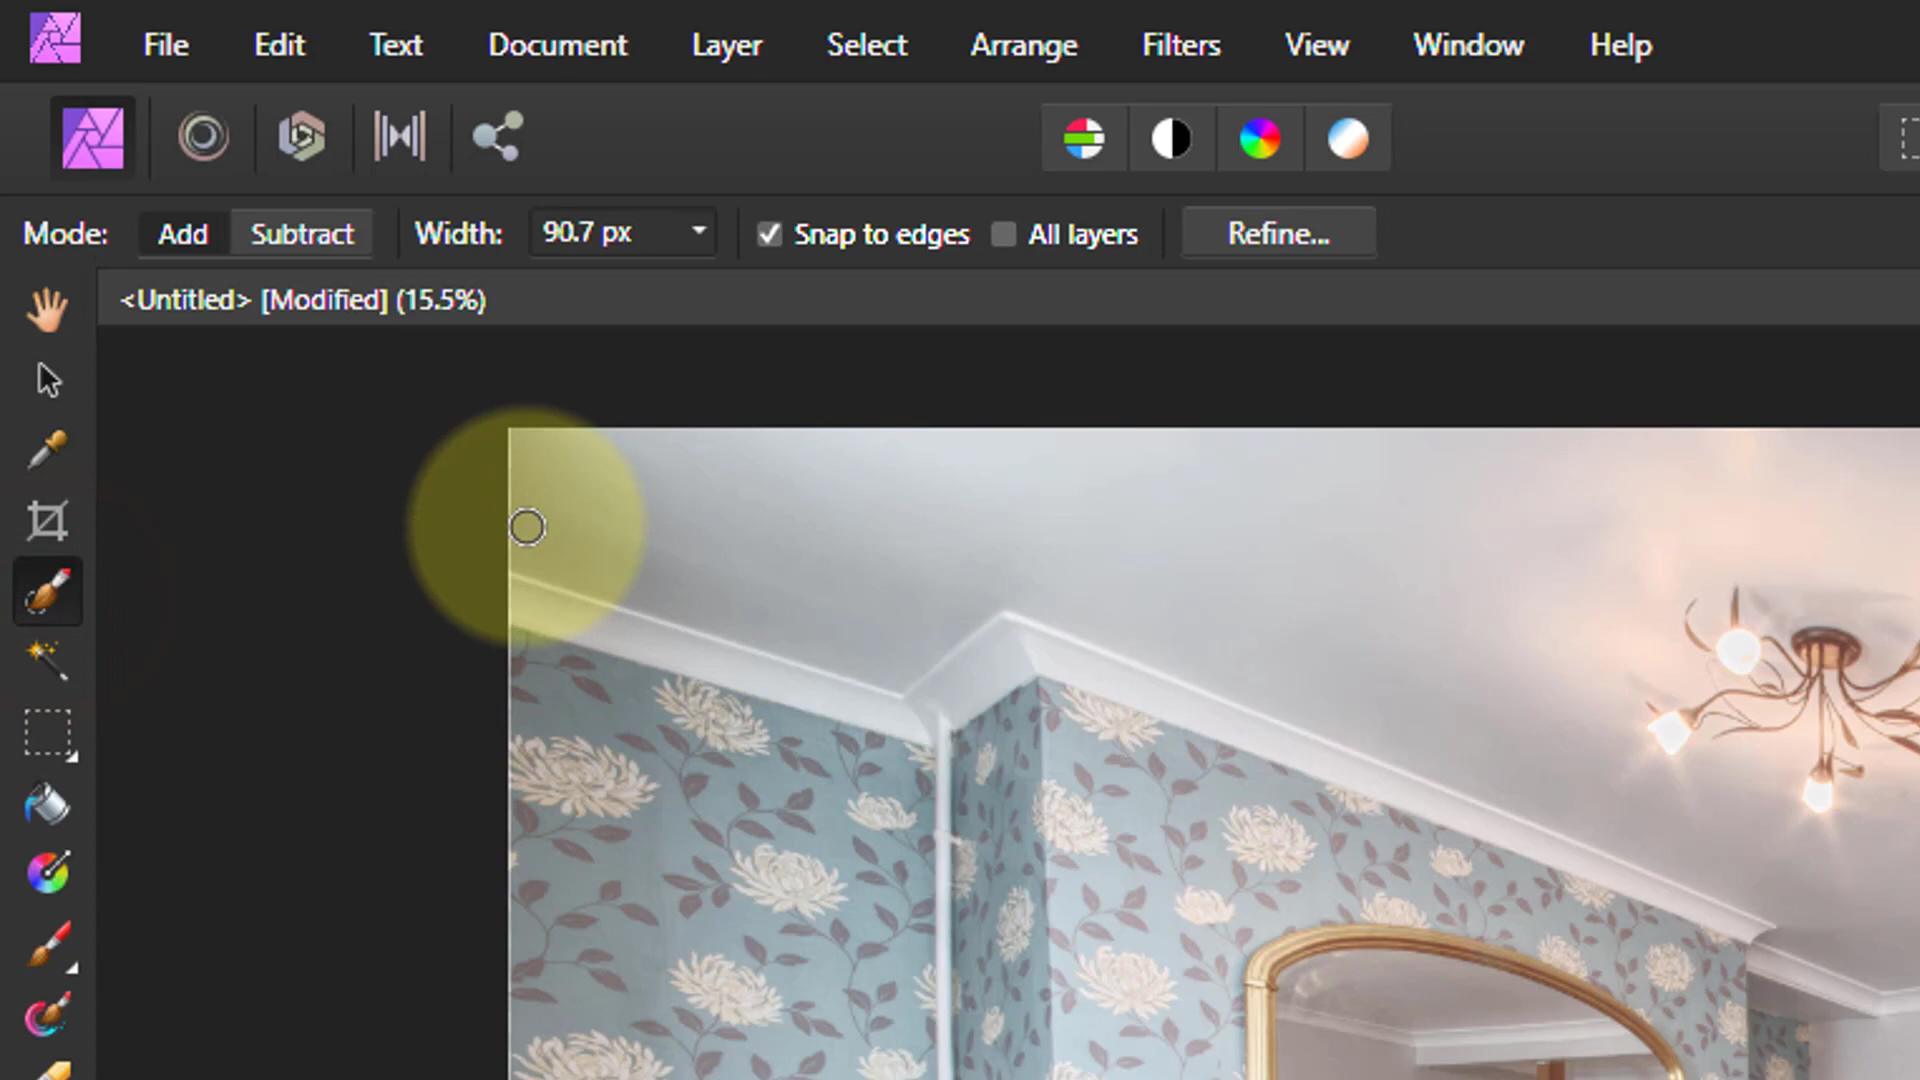 File Edit Text Document Layer Select Arrange Filters View Window Help
Mode: Add Subtract Width: 90.7 px Snap to edges All layers Refine...
<Untitled> [Modified] (15.5%)